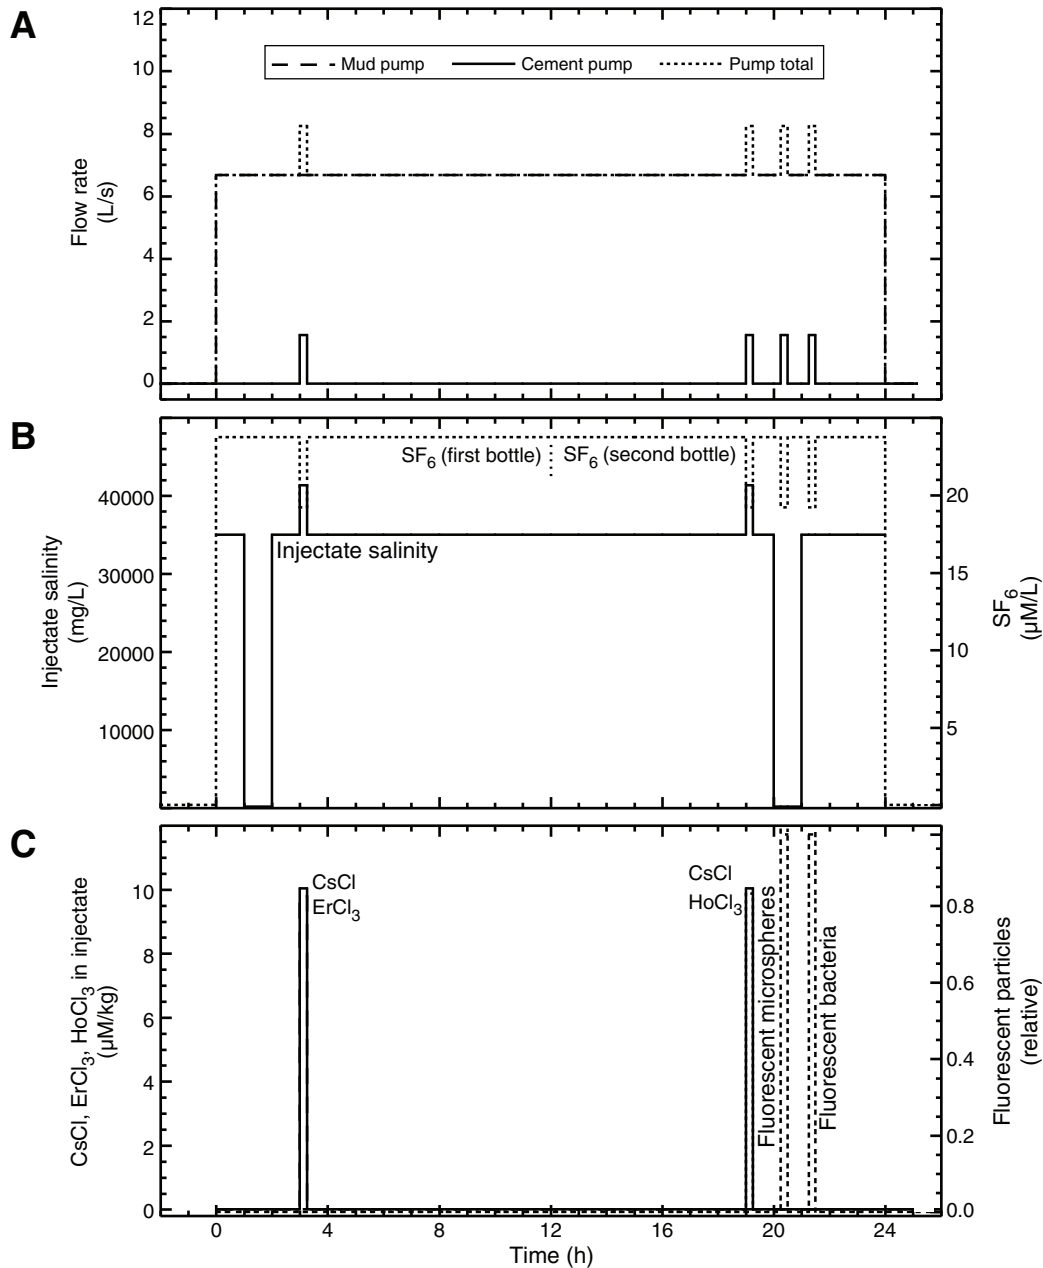 A
12
10
8
6
4
2
0
Flow rate
(L/s)
Mud pump Cement pump Pump total
B
40000
30000
20000
10000
Injectate salinity
(mg/L)
SF6 (first bottle) SF6 (second bottle)
Injectate salinity
20
15
10
5
SF6
(µM/L)
C
10
8
6
4
2
0
CsCl, ErCl3, HoCl3 in injectate
(µM/kg)
CsCl
ErCl3
CsCl
HoCl3
Fluorescent microspheres
Fluorescent bacteria
0.8
0.6
0.4
0.2
0.0
Fluorescent particles
(relative)
0 4 8 12 16 20 24
Time (h)